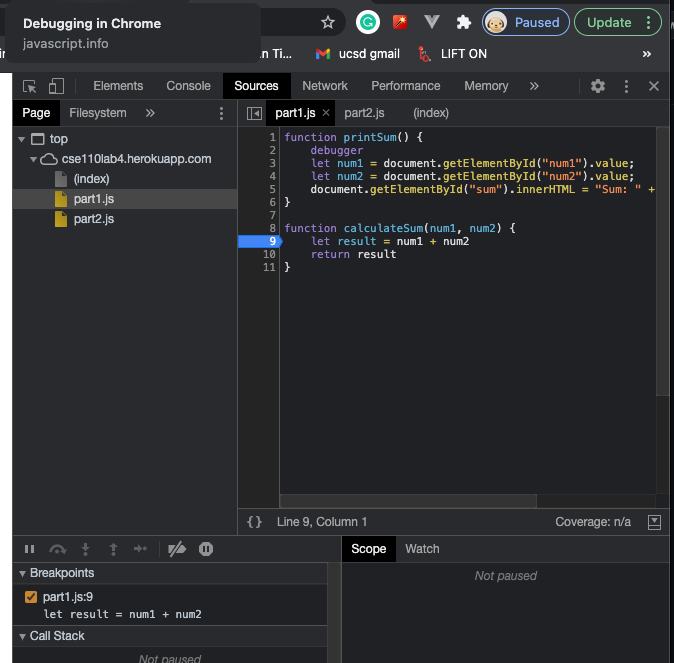 Debugging in Chrome
javascript.info
Paused
Update
n Ti...
ucsd gmail
LIFT ON
»
Elements
Console
Sources
Network
Performance
Memory
»
Page
Filesystem
»
part1.js ×
part2.js
(index)
top
cse110lab4.herokuapp.com
(index)
part1.js
part2.js
1 function printSum() {
2 debugger
3 let num1 = document.getElementById("num1").value;
4 let num2 = document.getElementById("num2").value;
5 document.getElementById("sum").innerHTML = "Sum: " +
6 }
7
8 function calculateSum(num1, num2) {
9 let result = num1 + num2
10 return result
11 }
{} Line 9, Column 1
Coverage: n/a
Scope
Watch
Not paused
Breakpoints
part1.js:9
let result = num1 + num2
Call Stack
Not paused